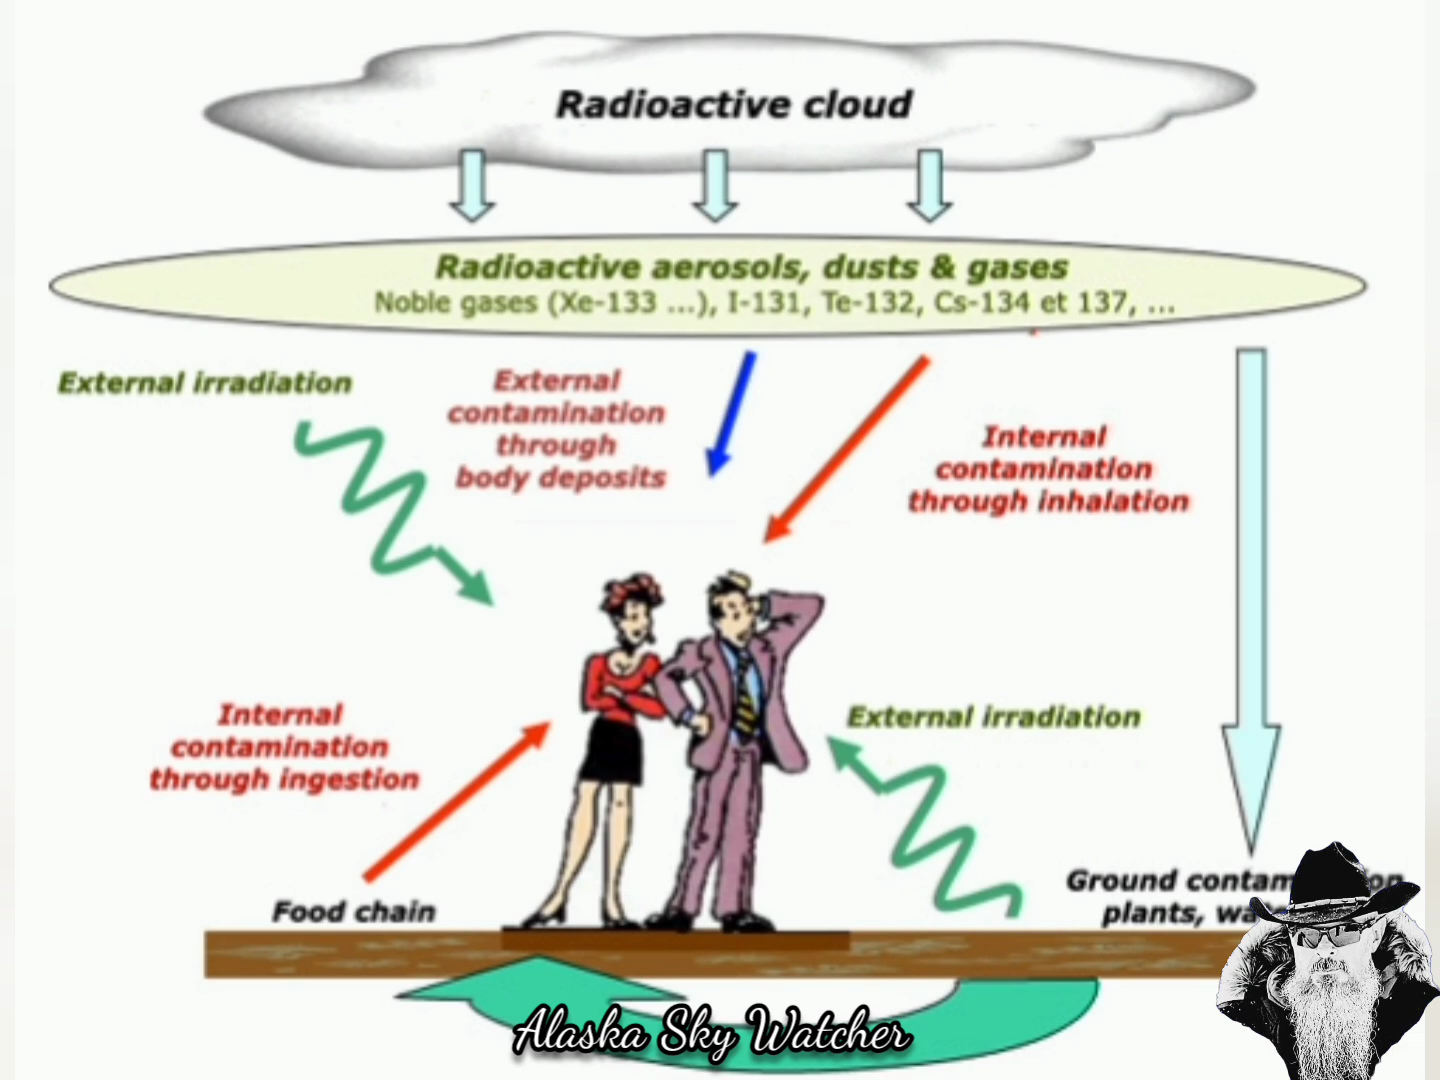 Radioactive cloud
Radioactive aerosols, dusts & gases
Noble gases (Xe-133 ...), I-131, Te-132, Cs-134 et 137, ...
External irradiation
External
contamination
through
body deposits
Internal
contamination
through inhalation
Internal
contamination
through ingestion
External irradiation
Food chain
Ground
plants,
Alaska Sky Watcher